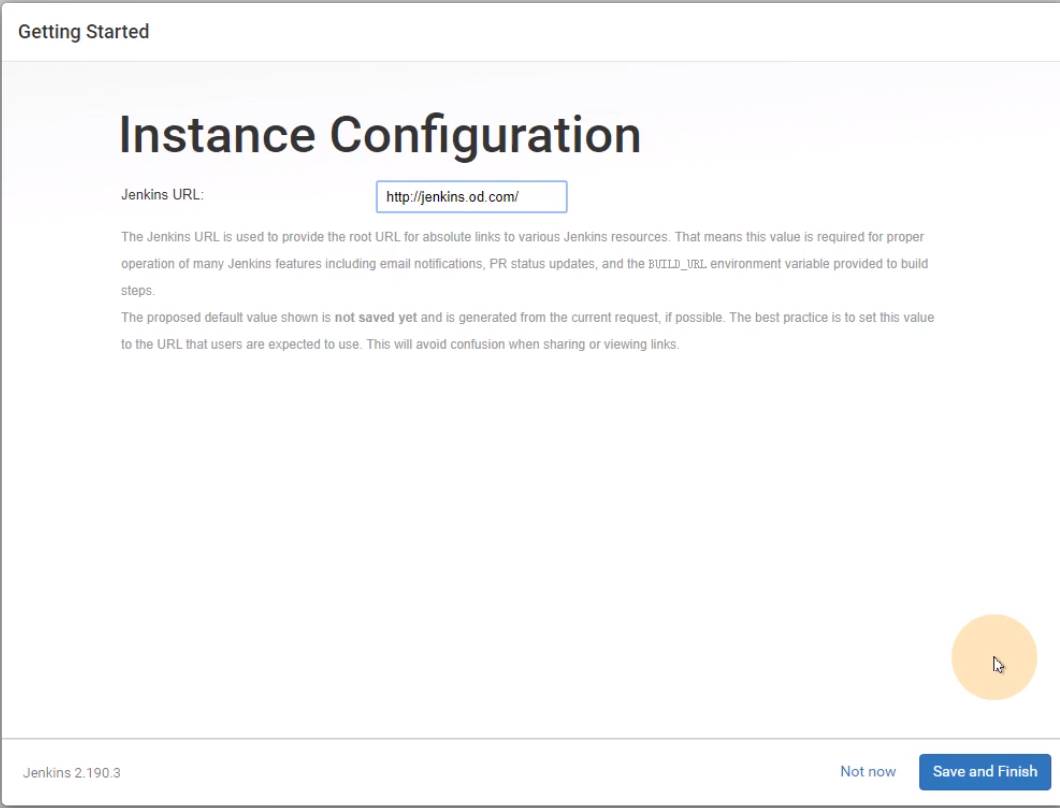 Getting Started
Instance Configuration
Jenkins URL:
http://jenkins.od.com/
The Jenkins URL is used to provide the root URL for absolute links to various Jenkins resources. That means this value is required for proper
operation of many Jenkins features including email notifications, PR status updates, and the BUILD_URL environment variable provided to build
steps.
The proposed default value shown is not saved yet and is generated from the current request, if possible. The best practice is to set this value
to the URL that users are expected to use. This will avoid confusion when sharing or viewing links.
Jenkins 2.190.3
Not now
Save and Finish